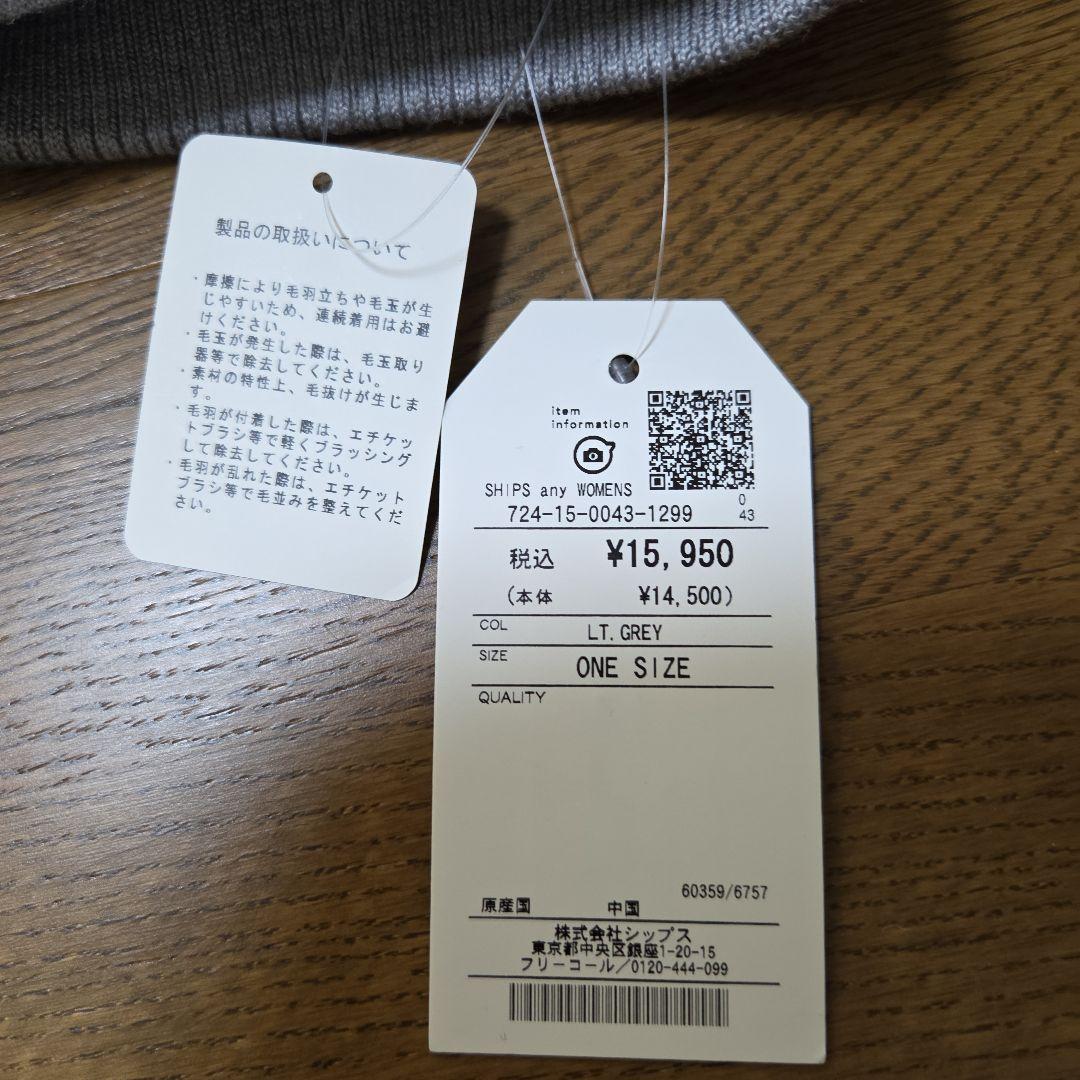 製品の取扱いについて
・摩擦により毛羽立ちや毛玉が生
じやすいため、連続着用はお避
けください。
・毛玉が発生した際は、毛玉取り
器等で除去してください。
・素材の特性上、毛抜けが生じま
す。
・毛羽が付着した際は、エチケッ
トブラシ等で軽くブラッシング
して除去してください。
・毛羽が乱れた際は、エチケット
ブラシ等で毛並みを整えてくだ
さい。
item
information
SHIPS any WOMENS
0
724-15-0043-1299
43
税込 ¥15,950
(本体 ¥14,500)
COL LT.GREY
SIZE ONE SIZE
QUALITY
60359/6757
原産国 中国
株式会社シップス
東京都中央区銀座1-20-15
フリーコール/0120-444-099